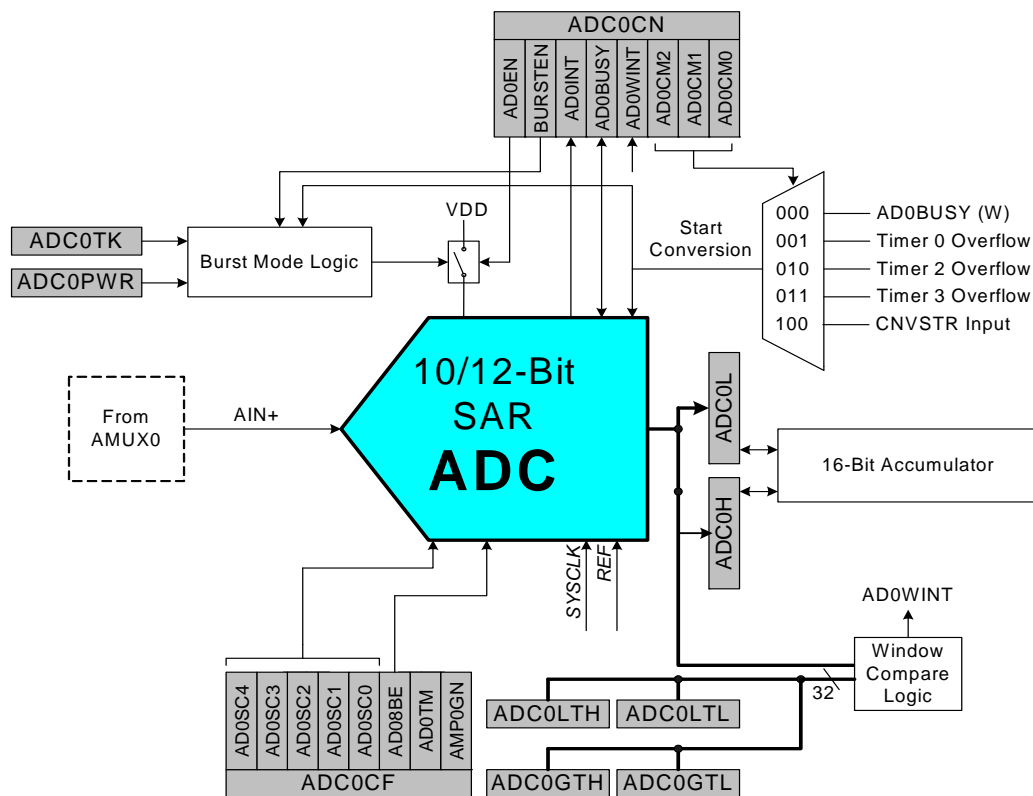 ADC0CN
AD0EN
BURSTEN
AD0INT
AD0BUSY
AD0WINT
AD0CM2
AD0CM1
AD0CM0
VDD
Start
Conversion
000
AD0BUSY (W)
001
Timer 0 Overflow
010
Timer 2 Overflow
011
Timer 3 Overflow
100
CNVSTR Input
ADC0TK
ADC0PWR
Burst Mode Logic
From
AMUX0
AIN+
10/12-Bit
SAR
ADC
ADC0L
ADC0H
16-Bit Accumulator
SYSCLK
REF
AD0WINT
Window
Compare
Logic
32
AD0SC4
AD0SC3
AD0SC2
AD0SC1
AD0SC0
AD08BE
AD0TM
AMP0GN
ADC0CF
ADC0LTH
ADC0LTL
ADC0GTH
ADC0GTL